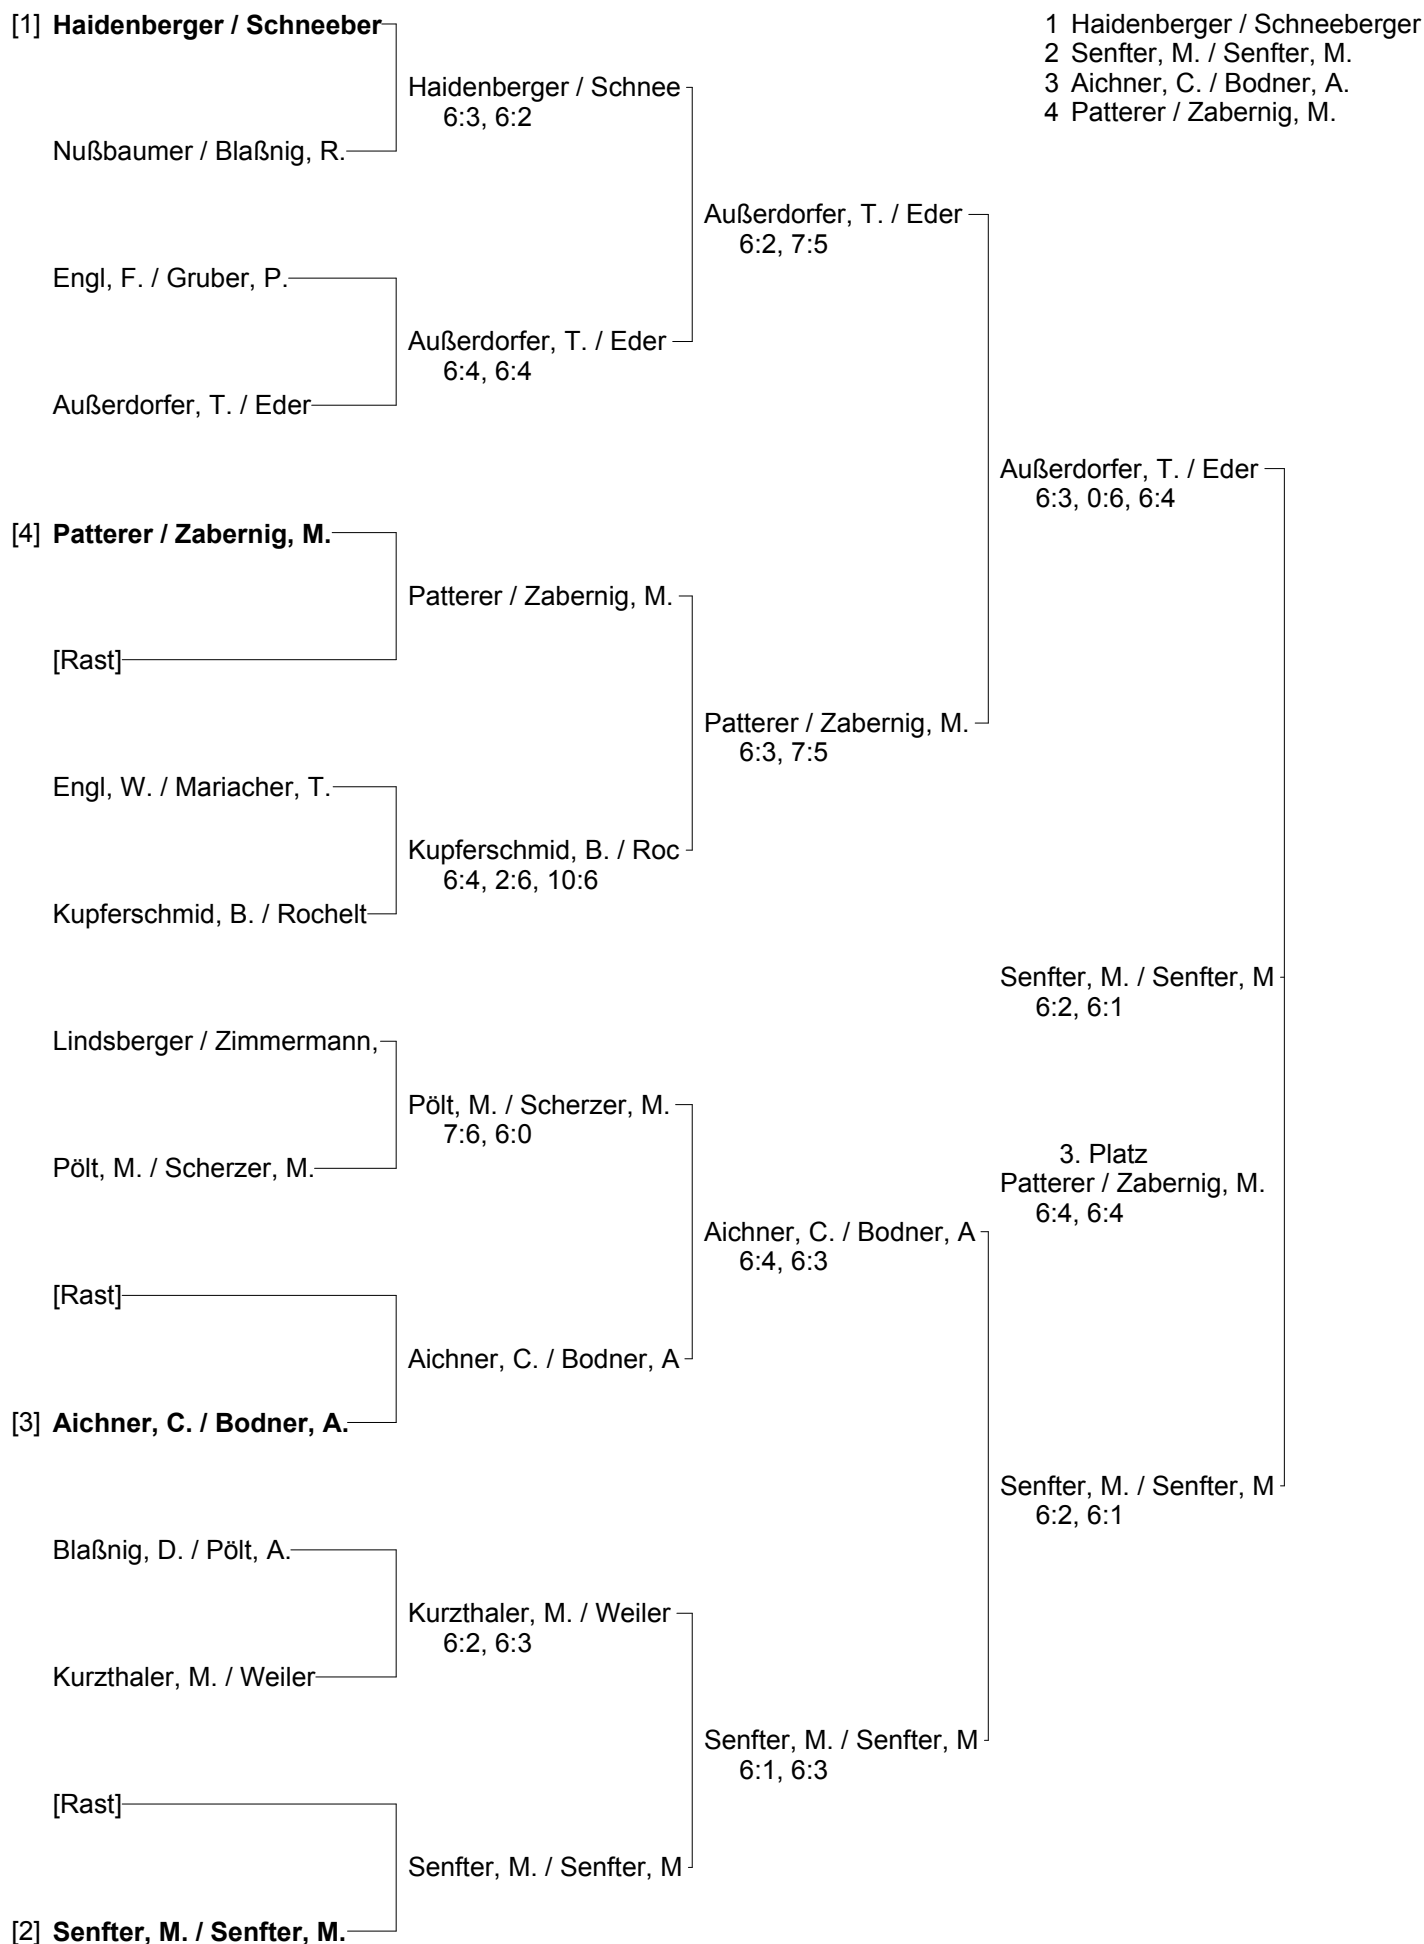 [1] Haidenberger / Schneeber
Nußbaumer / Blaßnig, R.
Engl, F. / Gruber, P.
Außerdorfer, T. / Eder
[4] Patterer / Zabernig, M.
[Rast]
Engl, W. / Mariacher, T.
Kupferschmid, B. / Rochelt
Lindsberger / Zimmermann,
Pölt, M. / Scherzer, M.
[Rast]
[3] Aichner, C. / Bodner, A.
Blaßnig, D. / Pölt, A.
Kurzthaler, M. / Weiler
[Rast]
[2] Senfter, M. / Senfter, M.
Haidenberger / Schnee
6:3, 6:2
Außerdorfer, T. / Eder
6:4, 6:4
Patterer / Zabernig, M.
Kupferschmid, B. / Roc
6:4, 2:6, 10:6
Pölt, M. / Scherzer, M.
7:6, 6:0
Aichner, C. / Bodner, A
Kurzthaler, M. / Weiler
6:2, 6:3
Senfter, M. / Senfter, M
Außerdorfer, T. / Eder
6:2, 7:5
Patterer / Zabernig, M.
6:3, 7:5
Aichner, C. / Bodner, A
6:4, 6:3
Senfter, M. / Senfter, M
6:1, 6:3
Außerdorfer, T. / Eder
6:3, 0:6, 6:4
Senfter, M. / Senfter, M
6:2, 6:1
3. Platz
Patterer / Zabernig, M.
6:4, 6:4
Senfter, M. / Senfter, M
6:2, 6:1
1 Haidenberger / Schneeberger
2 Senfter, M. / Senfter, M.
3 Aichner, C. / Bodner, A.
4 Patterer / Zabernig, M.